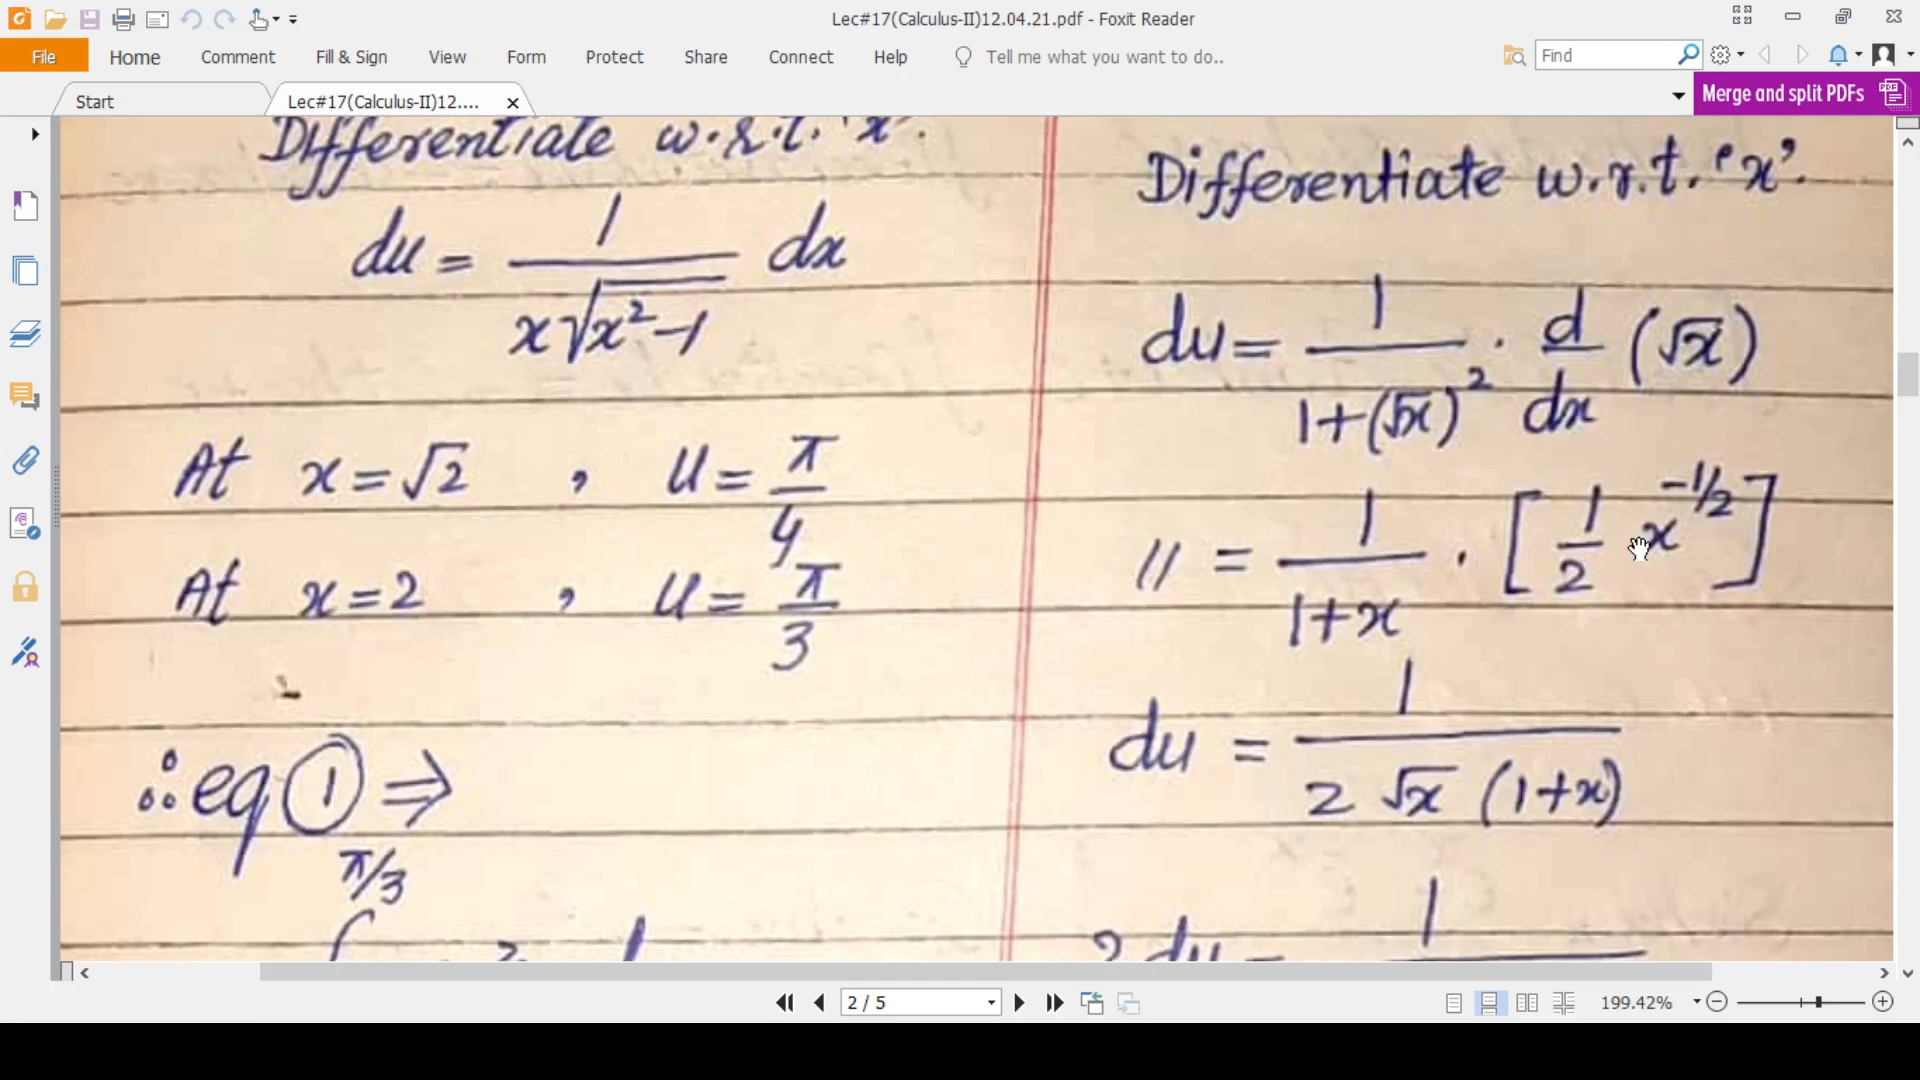 Lec#17(Calculus-II)12.04.21.pdf - Foxit Reader
File Home Comment Fill & Sign View Form Protect Share Connect Help Tell me what you want to do.. Find
Start Lec#17(Calculus-II)12.... Merge and split PDFs
Differentiate w.r.t. 'x'.
du = 1/(x√(x²-1)) dx
At x = √2 , u = π/4
At x = 2 , u = π/3
∴ eq ① ⇒
π/3
Differentiate w.r.t. 'x'.
du = 1/(1+(√x)²) · d/dx (√x)
〃 = 1/(1+x) · [1/2 x^(-1/2)]
du = 1/(2 √x (1+x))
2 du = 1
2 / 5 199.42%